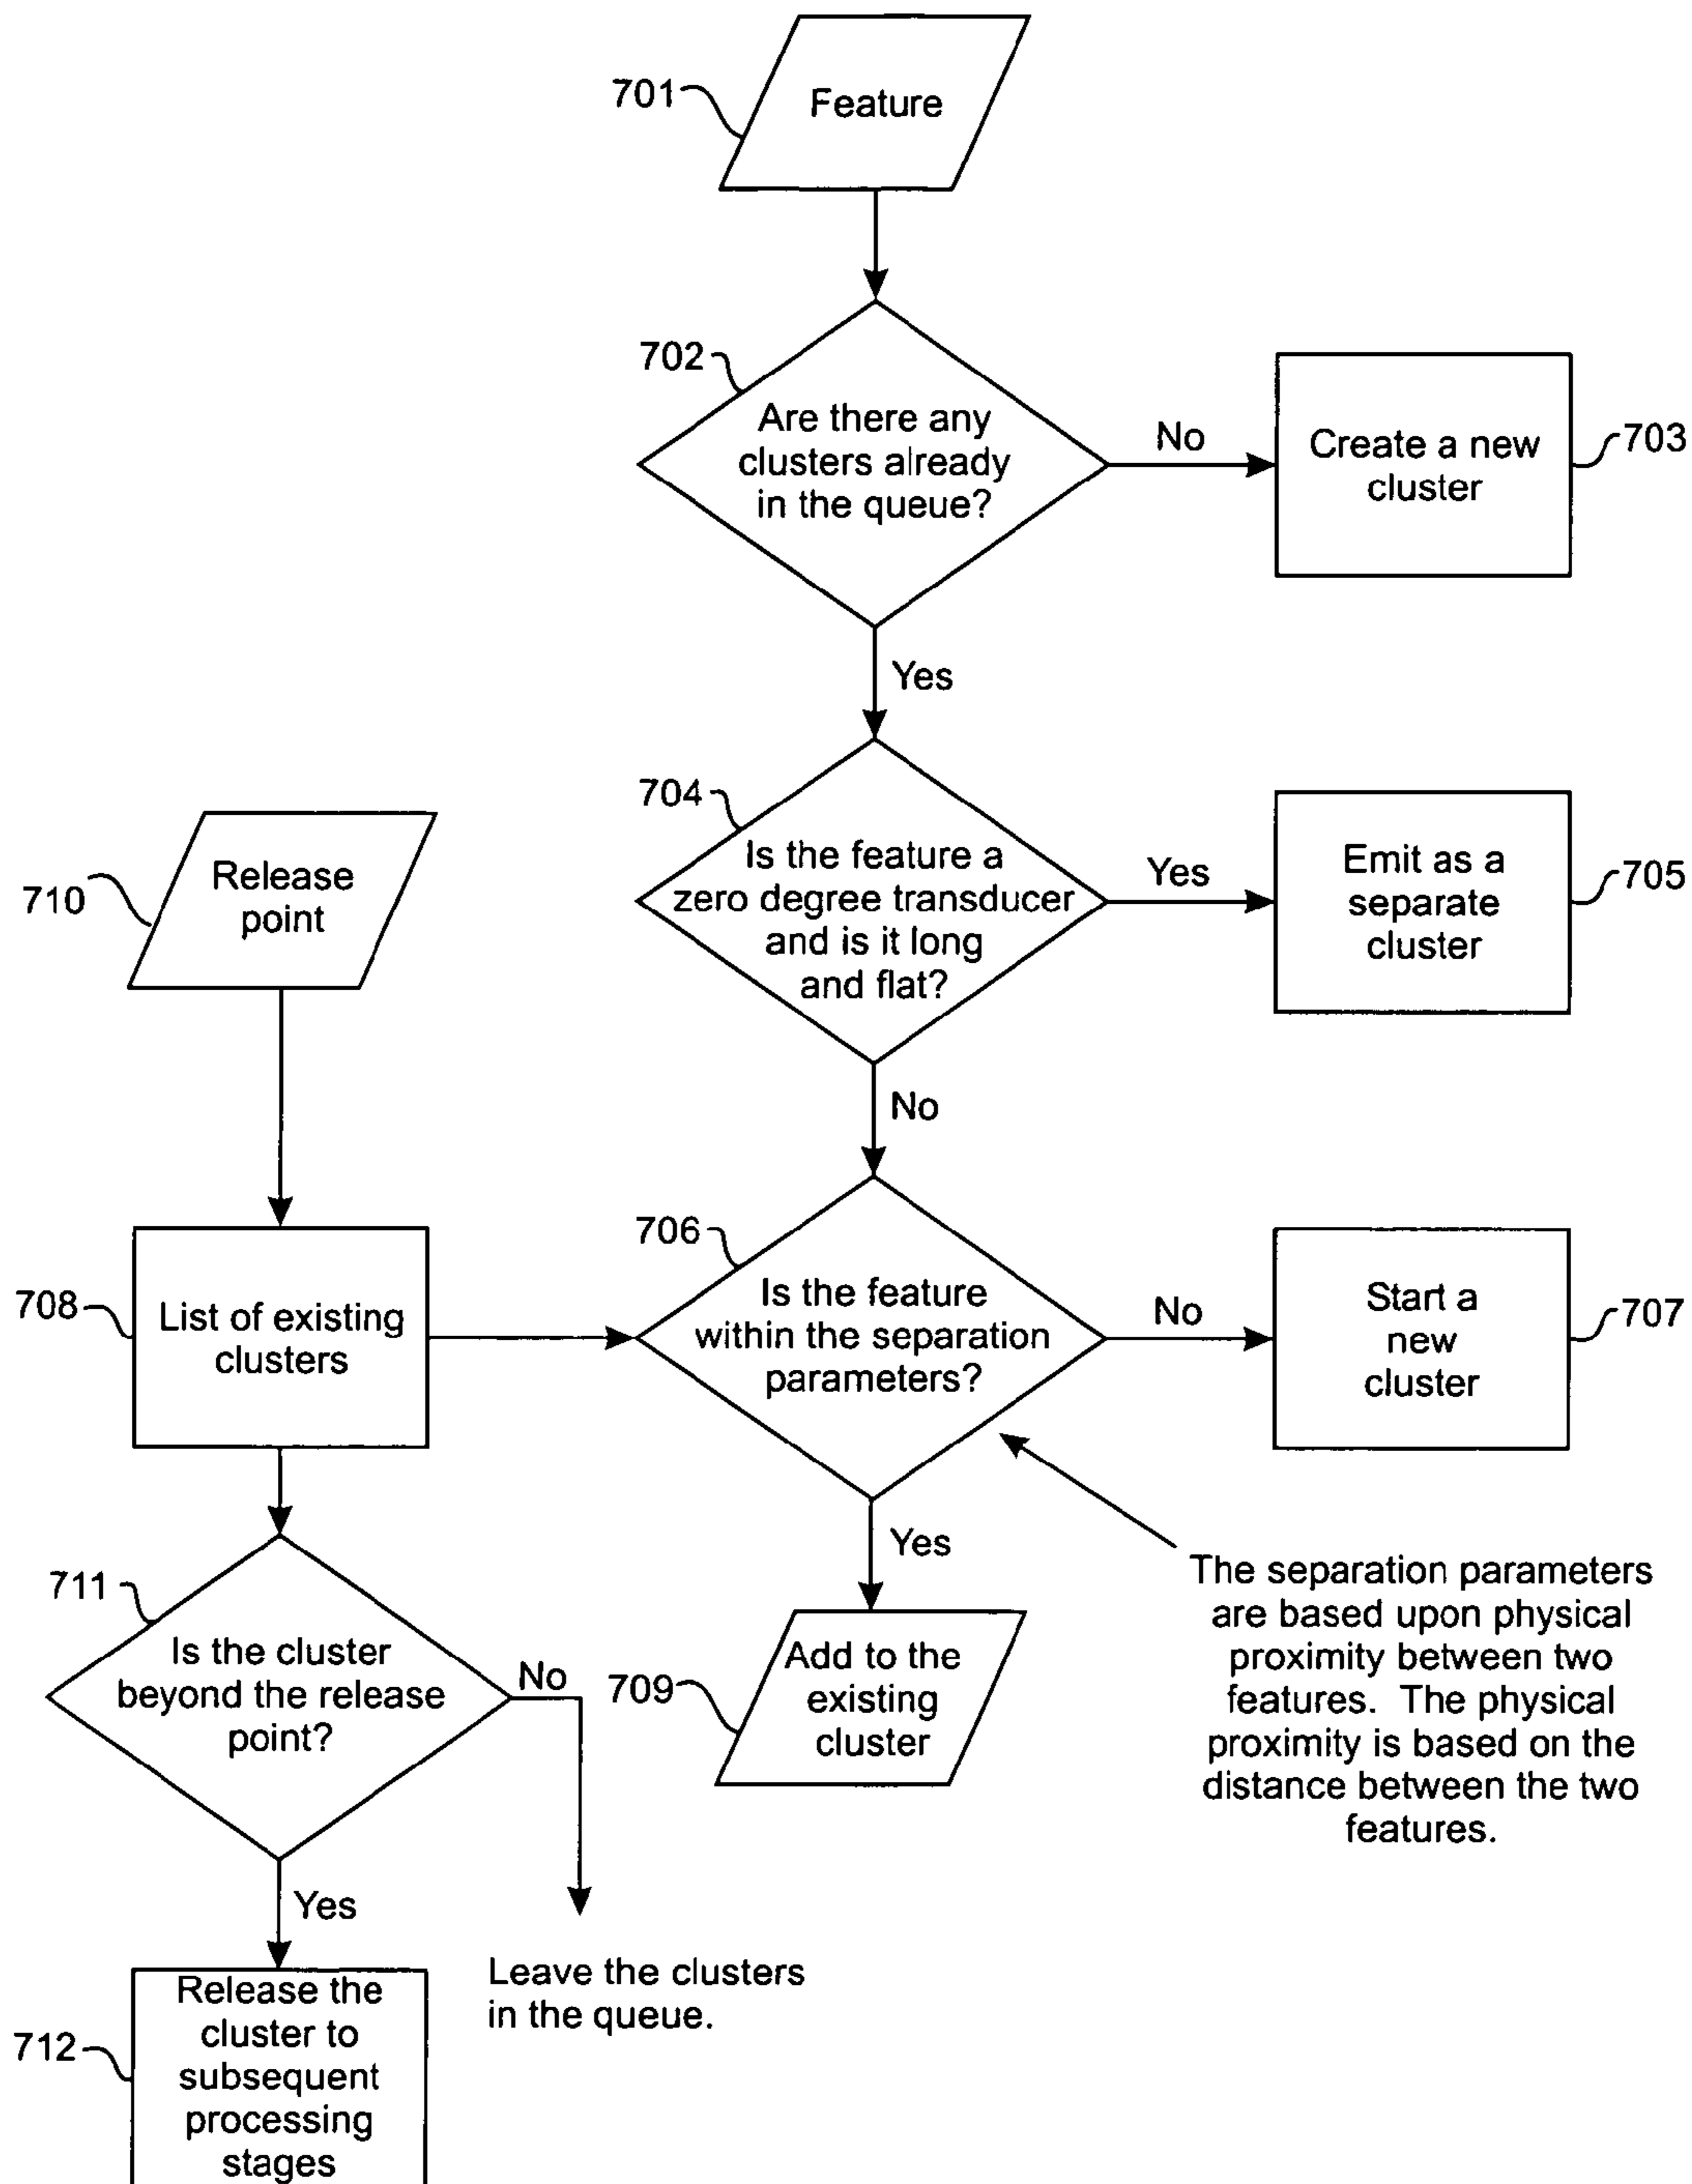 701
Feature
702
Are there any
clusters already
in the queue?
No
Create a new
cluster
703
Yes
704
Is the feature a
zero degree transducer
and is it long
and flat?
Yes
Emit as a
separate
cluster
705
710
Release
point
No
706
Is the feature
within the separation
parameters?
No
Start a
new
cluster
707
708
List of existing
clusters
Yes
The separation parameters
are based upon physical
proximity between two
features. The physical
proximity is based on the
distance between the two
features.
709
Add to the
existing
cluster
711
Is the cluster
beyond the release
point?
No
Leave the clusters
in the queue.
Yes
712
Release the
cluster to
subsequent
processing
stages